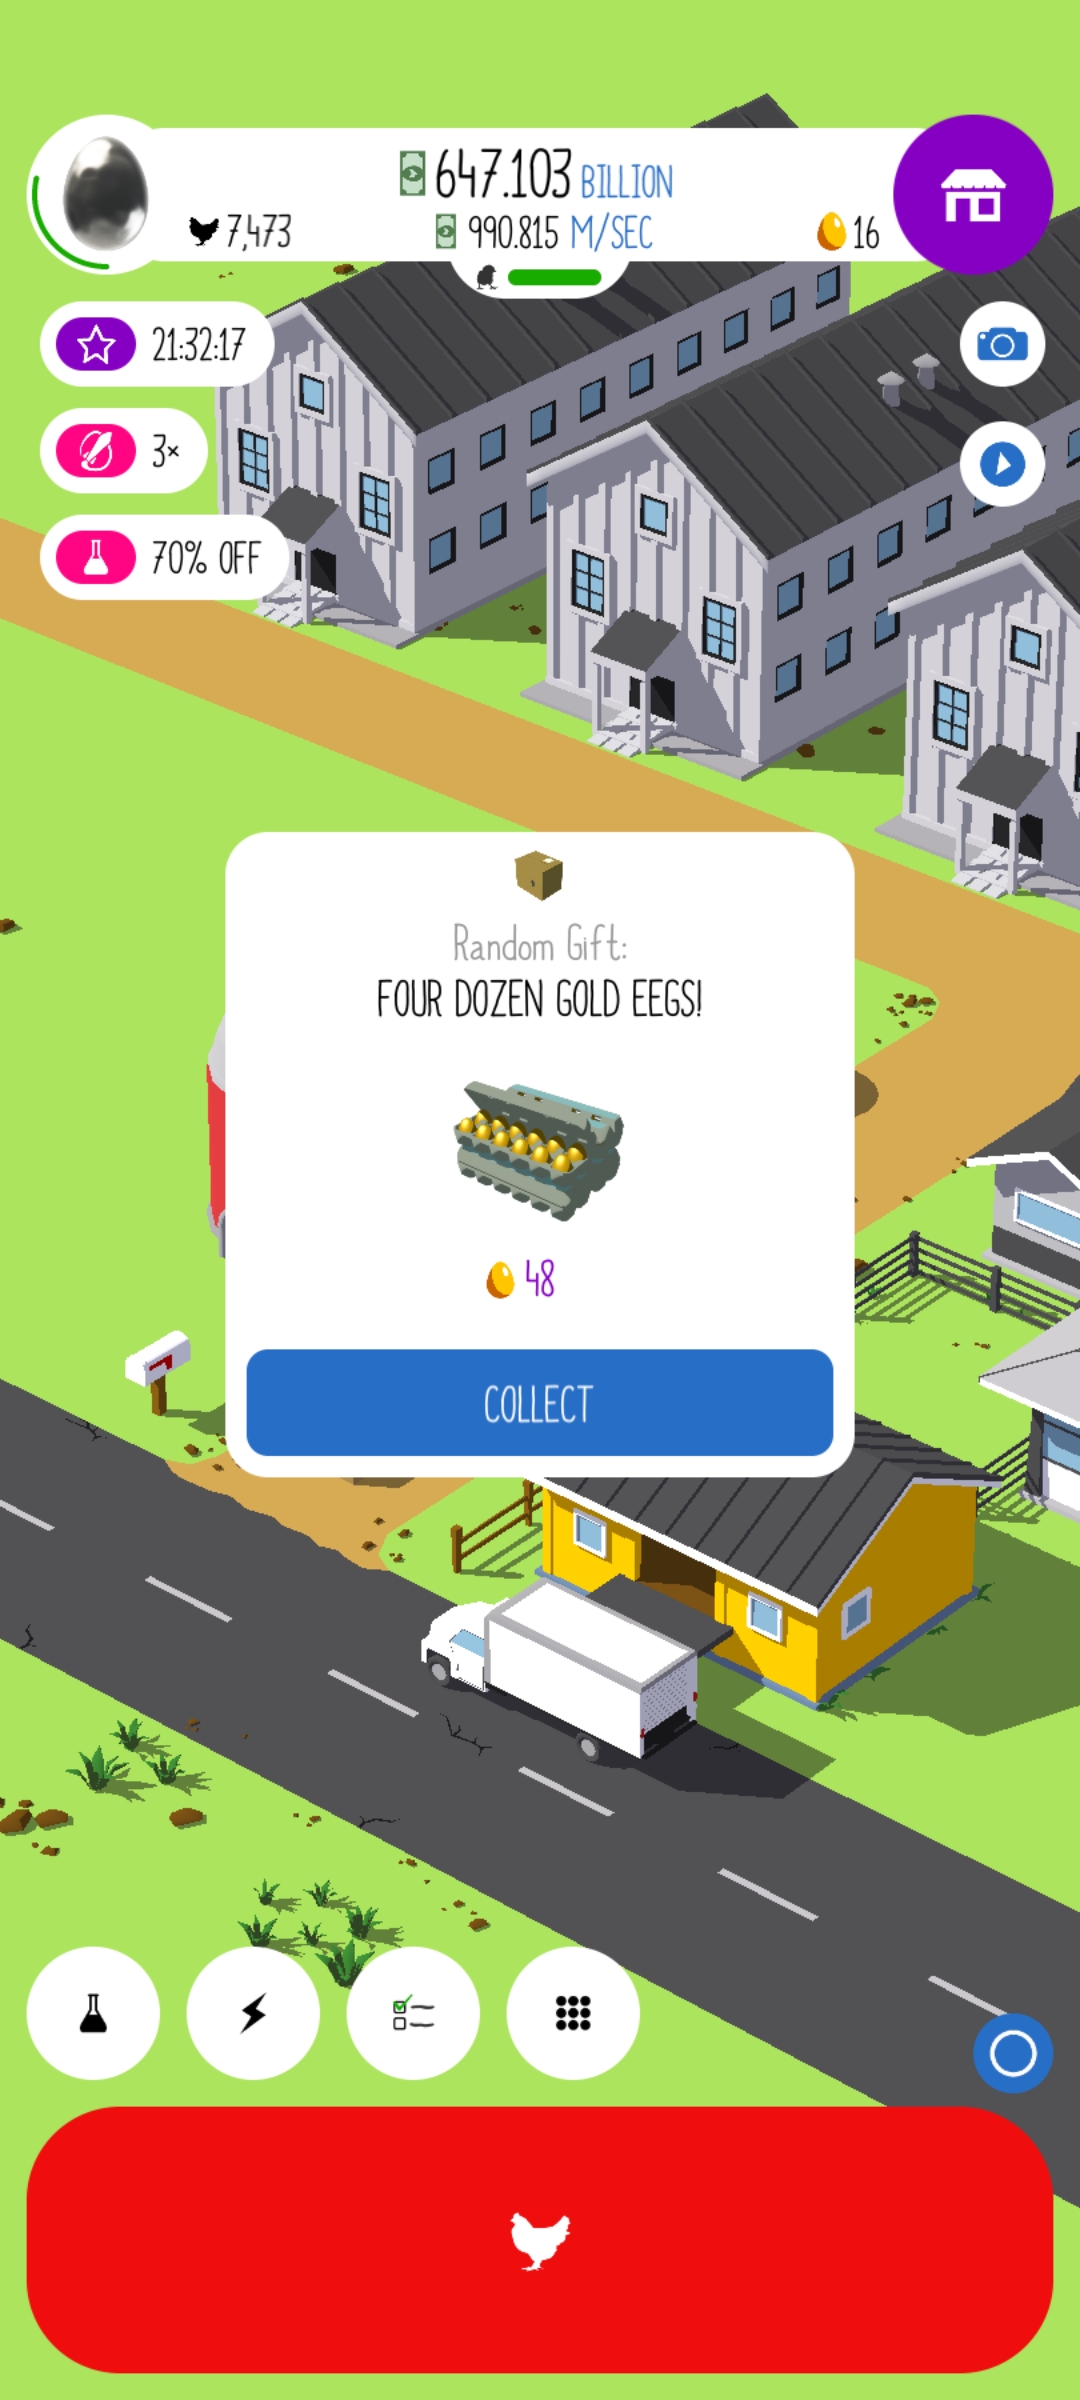 647.103 BILLION
7,473
990.815 M/SEC
16
21:32:17
3×
70% OFF
Random Gift:
FOUR DOZEN GOLD EEGS!
48
COLLECT